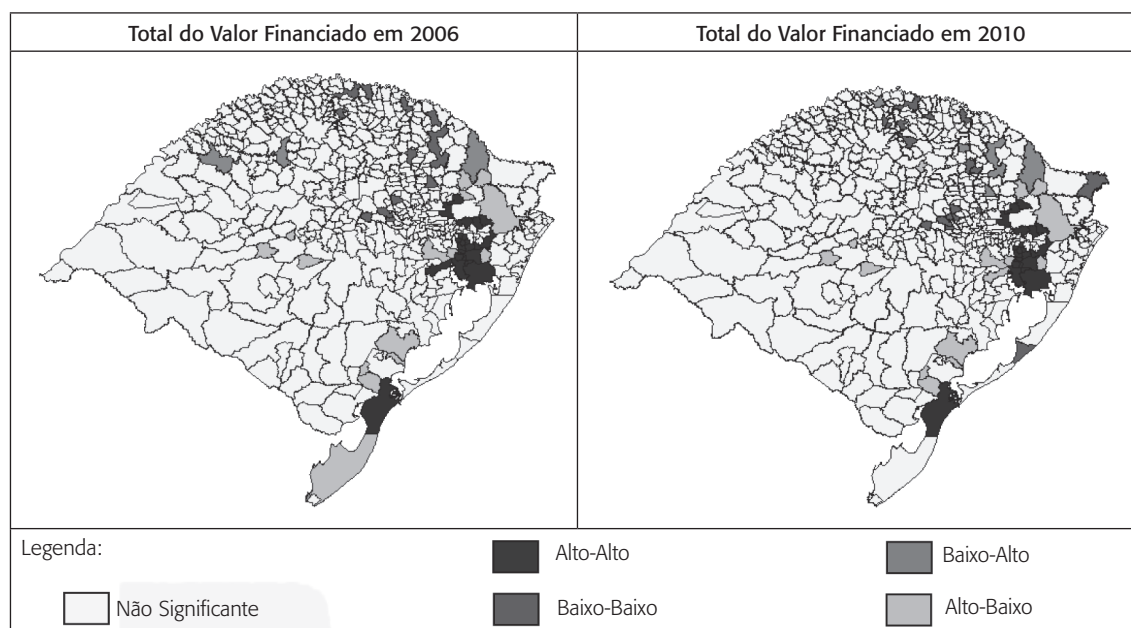 Total do Valor Financiado em 2006
Total do Valor Financiado em 2010
Legenda:
Alto-Alto
Baixo-Alto
Não Significante
Baixo-Baixo
Alto-Baixo